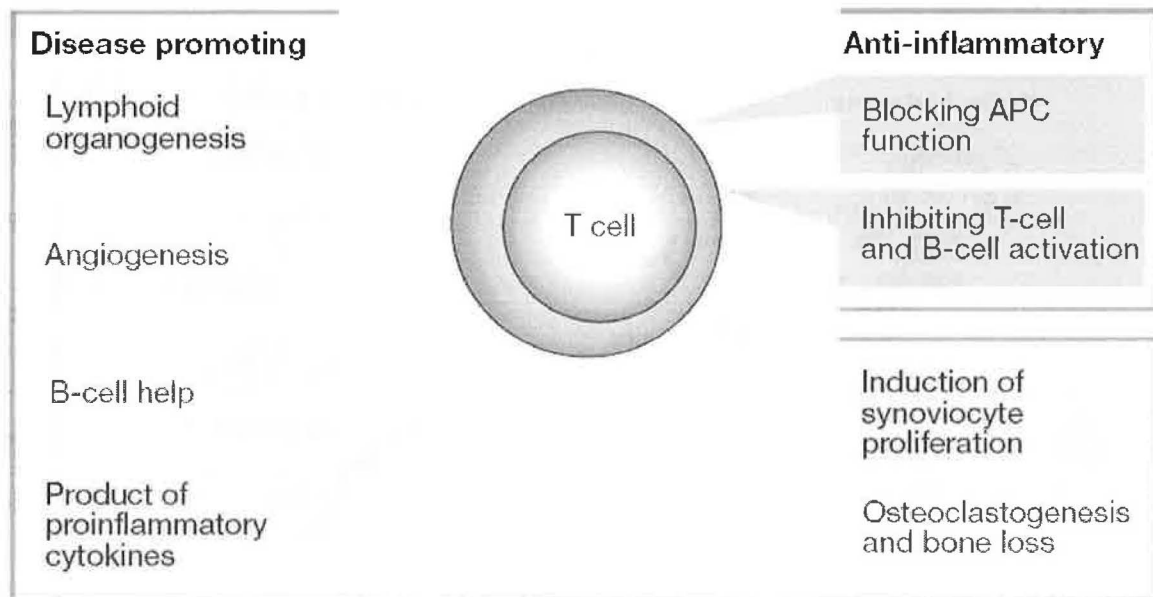 Disease promoting
Lymphoid
organogenesis
Angiogenesis
B-cell help
Product of
proinflammatory
cytokines
T cell
Anti-inflammatory
Blocking APC
function
Inhibiting T-cell
and B-cell activation
Induction of
synoviocyte
proliferation
Osteoclastogenesis
and bone loss